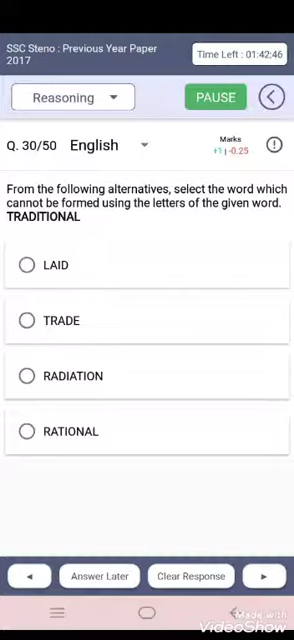 SSC Steno : Previous Year Paper
2017
Time Left : 01:42:46
Reasoning
PAUSE
Q. 30/50 English
Marks
+1 | -0.25
From the following alternatives, select the word which
cannot be formed using the letters of the given word.
TRADITIONAL
LAID
TRADE
RADIATION
RATIONAL
Answer Later
Clear Response
Made with
VideoShow